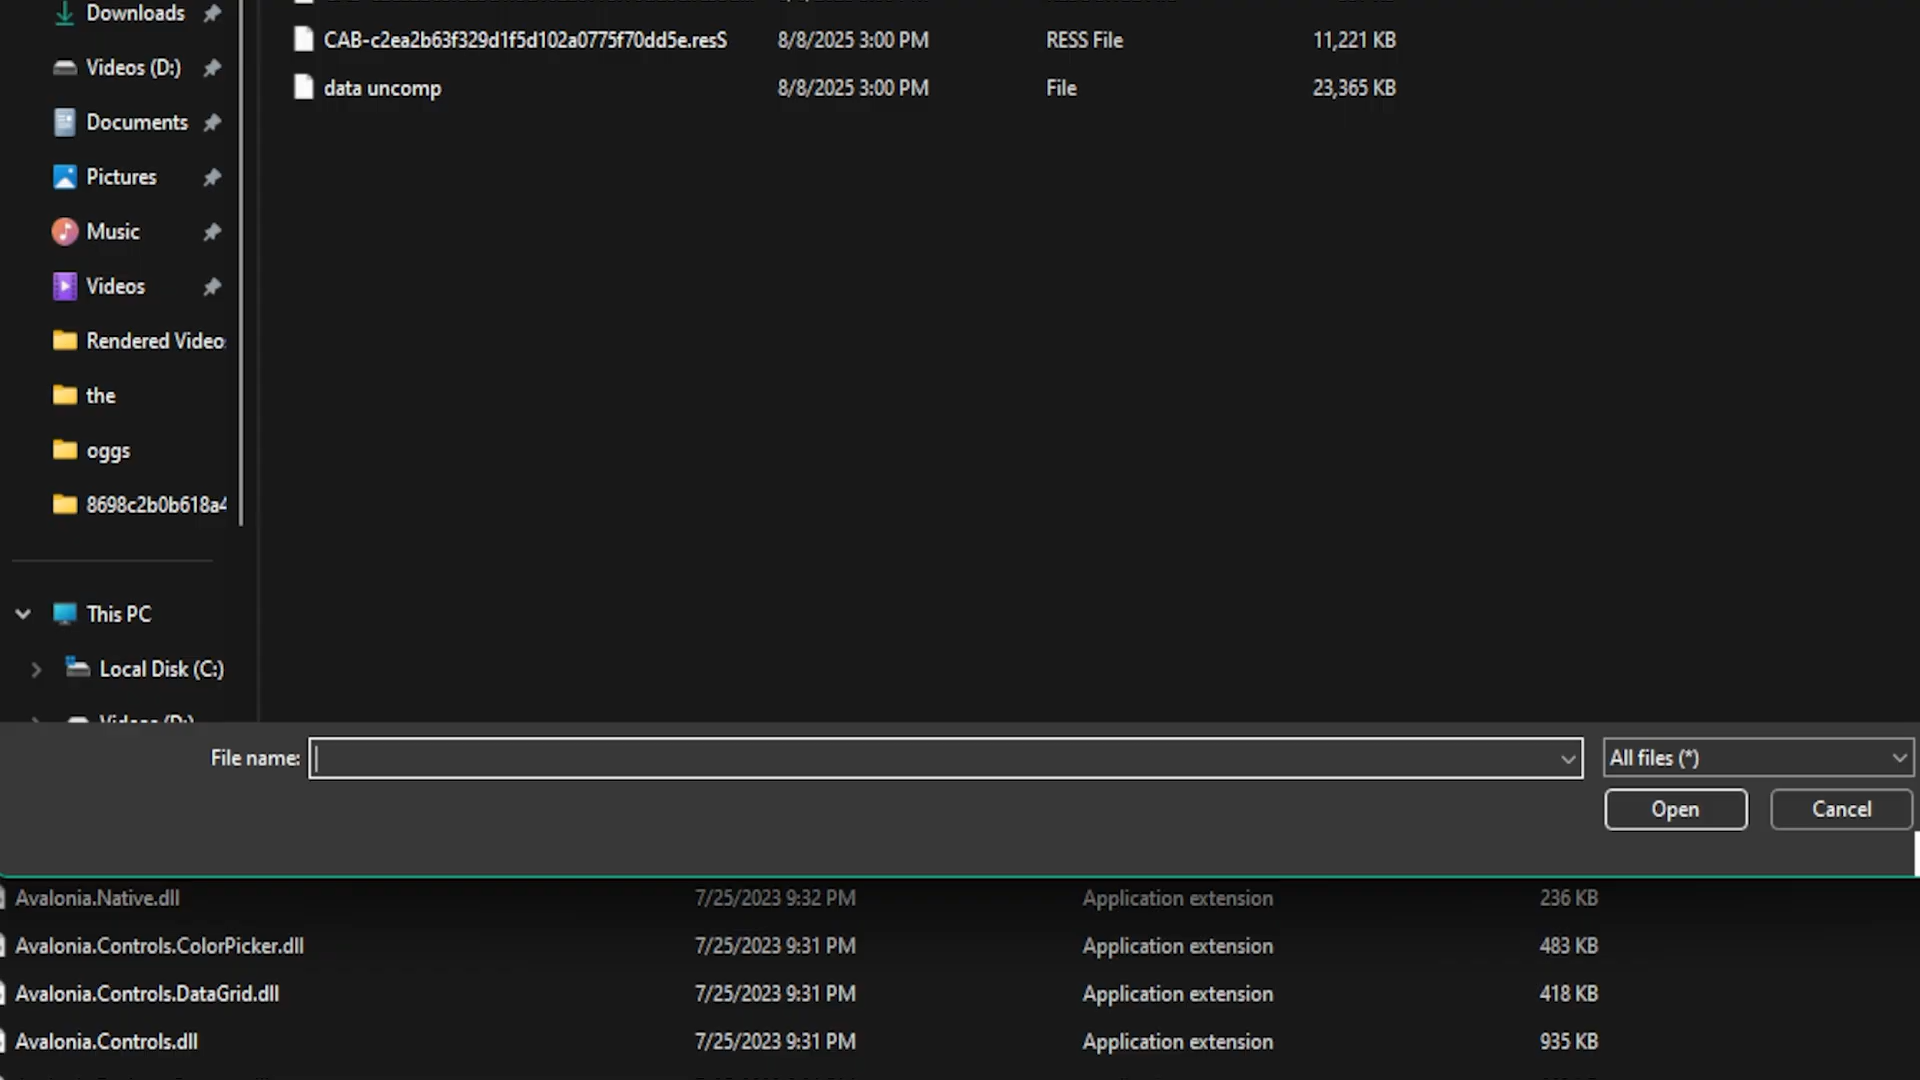 Downloads
CAB-c2ea2b63f329d1f5d102a0775f70dd5e.resS 8/8/2025 3:00 PM RESS File 11,221 KB
Videos (D:)
data uncomp 8/8/2025 3:00 PM File 23,365 KB
Documents
Pictures
Music
Videos
Rendered Video
the
oggs
8698c2b0b618a4
This PC
Local Disk (C:)
Videos (D:)
File name: All files (*)
Open Cancel
Avalonia.Native.dll 7/25/2023 9:32 PM Application extension 236 KB
Avalonia.Controls.ColorPicker.dll 7/25/2023 9:31 PM Application extension 483 KB
Avalonia.Controls.DataGrid.dll 7/25/2023 9:31 PM Application extension 418 KB
Avalonia.Controls.dll 7/25/2023 9:31 PM Application extension 935 KB